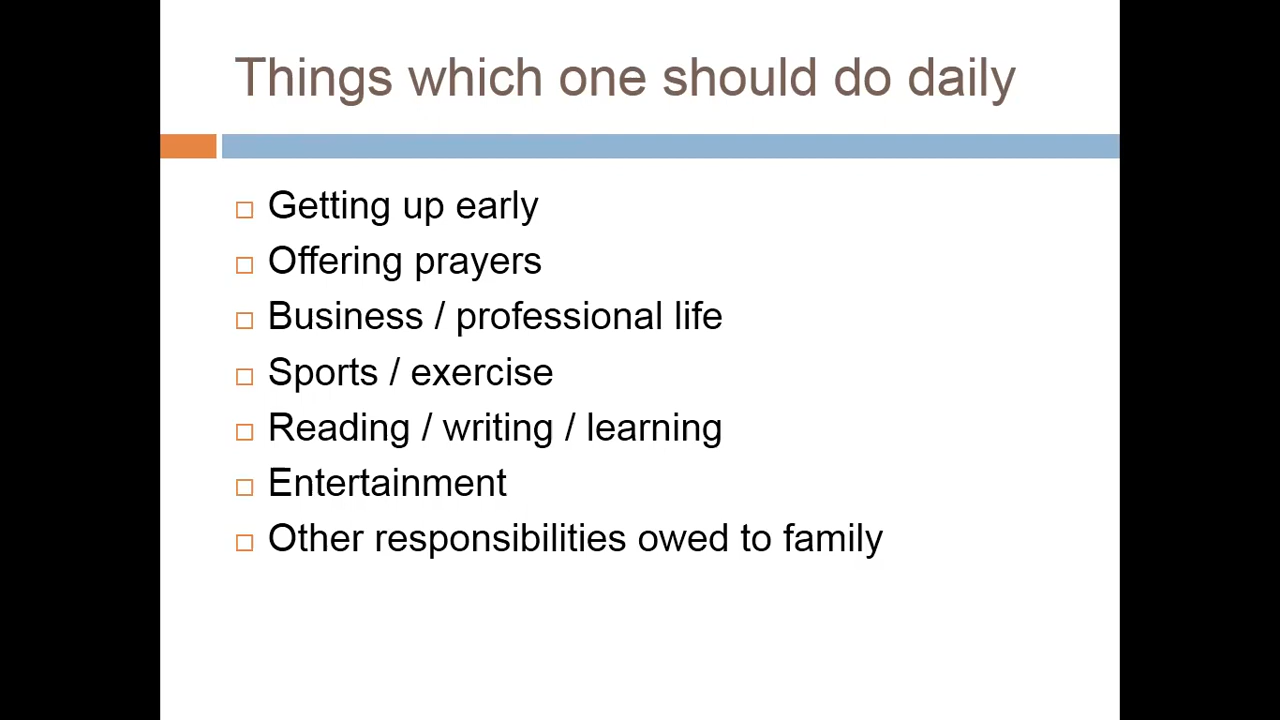 Things which one should do daily
Getting up early
Offering prayers
Business / professional life
Sports / exercise
Reading / writing / learning
Entertainment
Other responsibilities owed to family